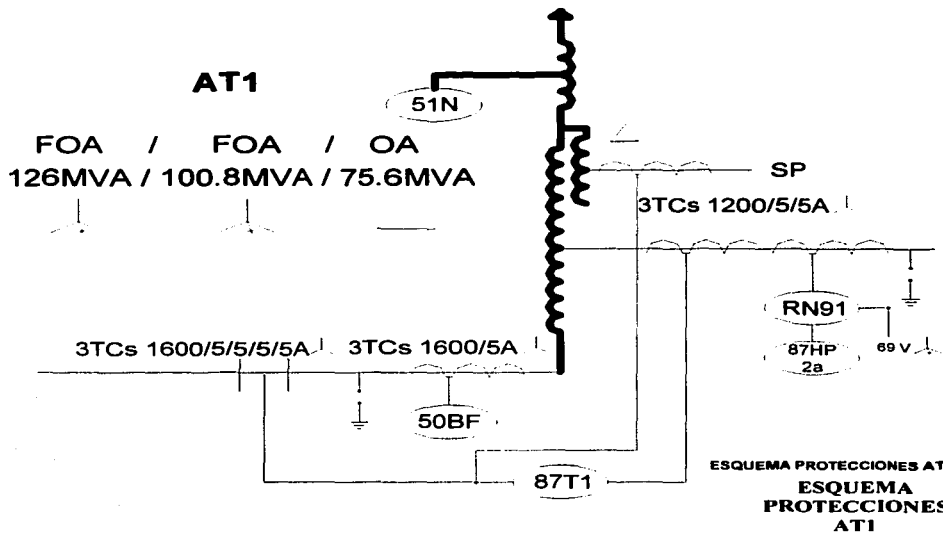 AT1
51N
FOA / FOA / OA
126MVA / 100.8MVA / 75.6MVA
SP
3TCs 1200/5/5A
RN91
87HP
2a
69 V
3TCs 1600/5/5/5/5A
3TCs 1600/5A
50BF
87T1
ESQUEMA PROTECCIONES AT
ESQUEMA
PROTECCIONES
AT1